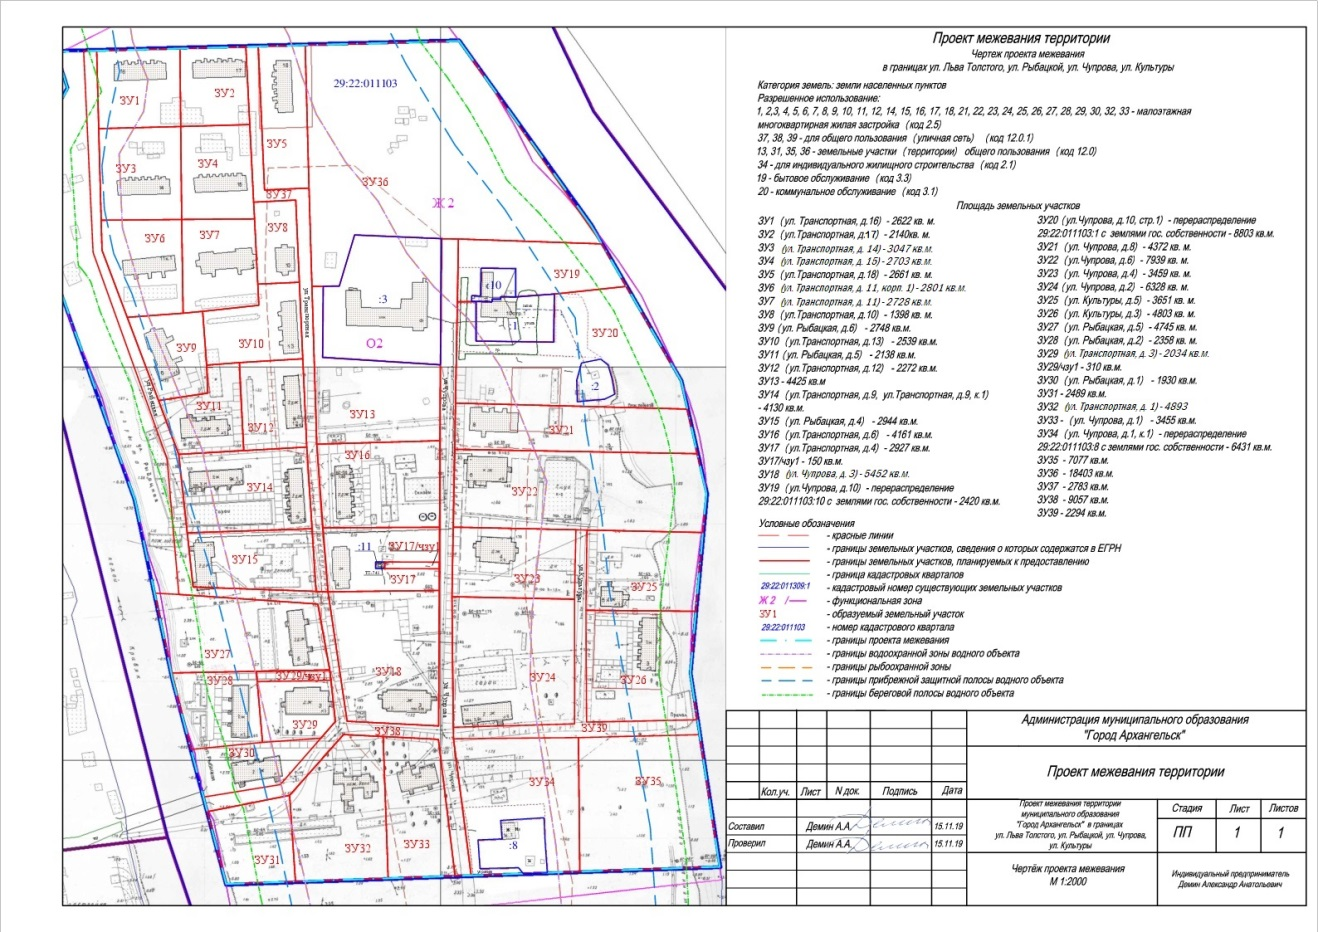 Проект межевания территории
Чертеж проекта межевания
в границах ул. Льва Толстого, ул. Рыбацкой, ул. Чупрова, ул. Культуры
Категория земель: земли населенных пунктов
Разрешенное использование:
1, 2,3, 4, 5, 6, 7, 8, 9, 10, 11, 12, 14, 15, 16, 17, 18, 21, 22, 23, 24, 25, 26, 27, 28, 29, 30, 32, 33 - малоэтажная
многоквартирная жилая застройка (код 2.5)
37, 38, 39 - для общего пользования (уличная сеть) (код 12.0.1)
13, 31, 35, 36 - земельные участки (территории) общего пользования (код 12.0)
34 - для индивидуального жилищного строительства (код 2.1)
19 - бытовое обслуживание (код 3.3)
20 - коммунальное обслуживание (код 3.1)
Площадь земельных участков
ЗУ1 (ул. Транспортная, д.16) - 2622 кв. м.
ЗУ2 (ул.Транспортная, д.17) - 2140кв. м.
ЗУ3 (ул. Транспортная, д. 14) - 3047 кв.м.
ЗУ4 (ул. Транспортная, д. 15) - 2703 кв.м.
ЗУ5 (ул.Транспортная, д.18) - 2661 кв. м.
ЗУ6 (ул. Транспортная, д. 11, корп. 1) - 2801 кв.м.
ЗУ7 (ул. Транспортная, д. 11) - 2728 кв.м.
ЗУ8 (ул.Транспортная, д.10) - 1398 кв.м.
ЗУ9 (ул. Рыбацкая, д.6) - 2748 кв.м.
ЗУ10 (ул.Транспортная, д.13) - 2539 кв.м.
ЗУ11 (ул. Рыбацкая, д.5) - 2138 кв.м.
ЗУ12 (ул.Транспортная, д.12) - 2272 кв.м.
ЗУ13 - 4425 кв.м
ЗУ14 (ул.Транспортная, д.9, ул.Транспортная, д.9, к.1)
- 4130 кв.м.
ЗУ15 (ул. Рыбацкая, д.4) - 2944 кв.м.
ЗУ16 (ул.Транспортная, д.6) - 4161 кв.м.
ЗУ17 (ул.Транспортная, д.4) - 2927 кв.м.
ЗУ17/чзу1 - 150 кв.м.
ЗУ18 (ул. Чупрова, д. 3) - 5452 кв.м.
ЗУ19 (ул.Чупрова, д.10) - перераспределение
29:22:011103:10 с землями гос. собственности - 2420 кв.м.
ЗУ20 (ул.Чупрова, д.10, стр.1) - перераспределение
29:22:011103:1 с землями гос. собственности - 8803 кв.м.
ЗУ21 (ул. Чупрова, д.8) - 4372 кв. м.
ЗУ22 (ул.Чупрова, д.6) - 7939 кв.м.
ЗУ23 (ул.Чупрова, д.4) - 3459 кв. м.
ЗУ24 (ул.Чупрова, д.2) - 6328 кв.м.
ЗУ25 (ул. Культуры, д.5) - 3651 кв.м.
ЗУ26 (ул. Культуры, д.3) - 4803 кв.м.
ЗУ27 (ул. Рыбацкая, д.5) - 4745 кв.м.
ЗУ28 (ул. Рыбацкая, д.2) - 2358 кв.м.
ЗУ29 (ул. Транспортная, д. 3) - 2034 кв.м.
ЗУ29/чзу1 - 310 кв.м.
ЗУ30 (ул. Рыбацкая, д.1) - 1930 кв.м.
ЗУ31 - 2489 кв.м.
ЗУ32 (ул. Транспортная, д. 1) - 4893
ЗУ33 - (ул. Чупрова, д.1) - 3455 кв.м.
ЗУ34 (ул. Чупрова, д.1, к.1) - перераспределение
29:22:011103:8 с землями гос. собственности - 6431 кв.м.
ЗУ35 - 7077 кв.м.
ЗУ36 - 18403 кв.м.
ЗУ37 - 2783 кв.м.
ЗУ38 - 9057 кв.м.
ЗУ39 - 2294 кв.м.
Условные обозначения
- красные линии
- границы земельных участков, сведения о которых содержатся в ЕГРН
- границы земельных участков, планируемых к предоставлению
- граница кадастровых кварталов
29:22:011309:1 - кадастровый номер существующих земельных участков
Ж 2 / - функциональная зона
ЗУ1 - образуемый земельный участок
29:22:011103 - номер кадастрового квартала
- границы проекта межевания
- границы водоохранной зоны водного объекта
- границы рыбоохранной зоны
- границы прибрежной защитной полосы водного объекта
- границы береговой полосы водного объекта
Администрация муниципального образования
"Город Архангельск"
Проект межевания территории
Кол.уч. Лист N док. Подпись Дата
Составил Демин А.А. 15.11.19
Проверил Демин А.А. 15.11.19
Проект межевания территории
муниципального образования
"Город Архангельск" в границах
ул. Льва Толстого, ул. Рыбацкой, ул. Чупрова,
ул. Культуры
Стадия Лист Листов
ПП 1 1
Чертёж проекта межевания
М 1:2000
Индивидуальный предприниматель
Демин Александр Анатольевич
29:22:011103
ЗУ1
ЗУ2
ЗУ5
ЗУ3
ЗУ4
ЗУ36
ЗУ37
Ж 2
ЗУ6
ЗУ7
ЗУ8
ЗУ19
:3
:10
:1
О2
ЗУ20
ЗУ9
ЗУ10
:2
ЗУ11
ЗУ12
ЗУ13
ЗУ21
ЗУ14
ЗУ16
ЗУ22
ЗУ15
:11
ЗУ17/чзу1
ЗУ17
ЗУ23
ЗУ25
ЗУ27
ЗУ18
ЗУ24
ЗУ26
ЗУ28
ЗУ29/чзу1
ЗУ29
ЗУ38
ЗУ39
ЗУ30
ЗУ34
ЗУ35
ЗУ31
ЗУ32
ЗУ33
:8